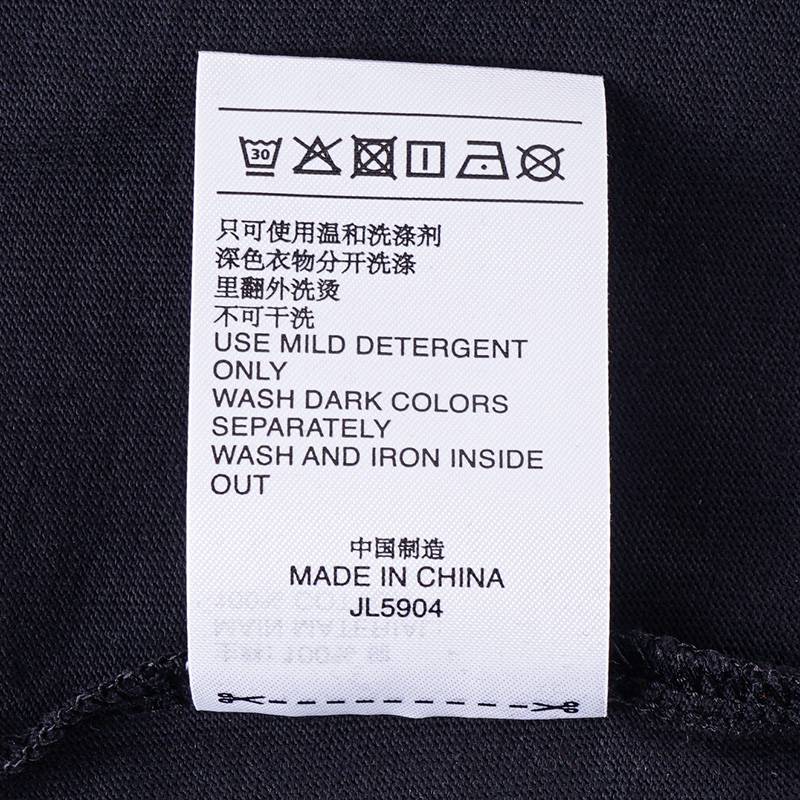 30
只可使用温和洗涤剂
深色衣物分开洗涤
里翻外洗烫
不可干洗
USE MILD DETERGENT
ONLY
WASH DARK COLORS
SEPARATELY
WASH AND IRON INSIDE
OUT
中国制造
MADE IN CHINA
JL5904